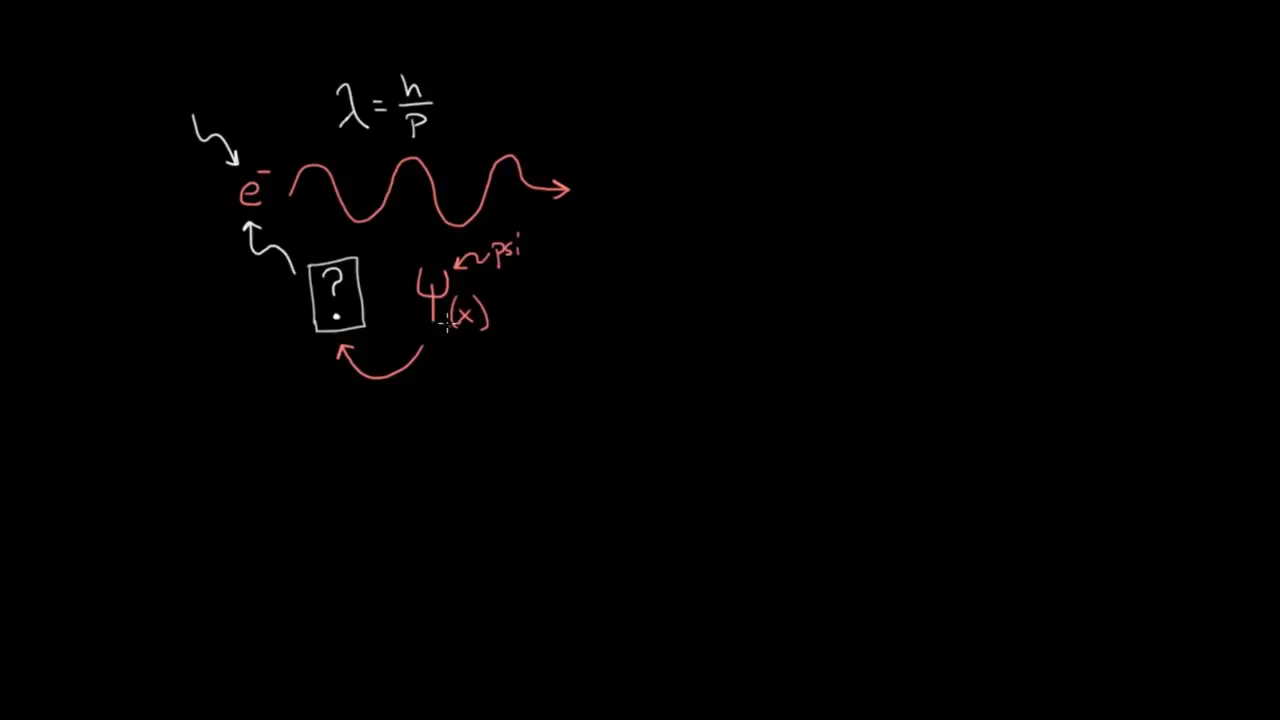 λ = h/p
e⁻
psi
?
ψ(x)